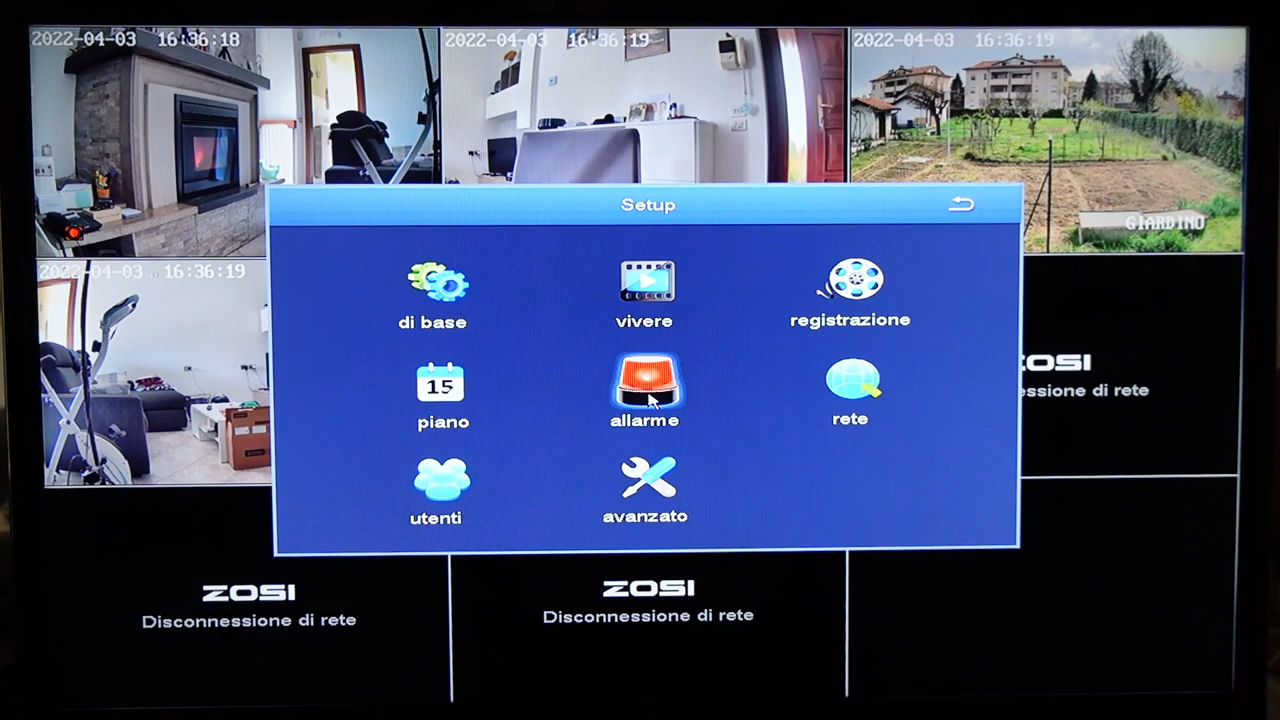 2022-04-03 16:36:18
2022-04-03 16:36:19
2022-04-03 16:36:19
GIARDINO
2022-04-03 16:36:19
Setup
di base
vivere
registrazione
15
piano
allarme
rete
utenti
avanzato
ZOSI
Disconnessione di rete
ZOSI
Disconnessione di rete
ZOSI
di rete